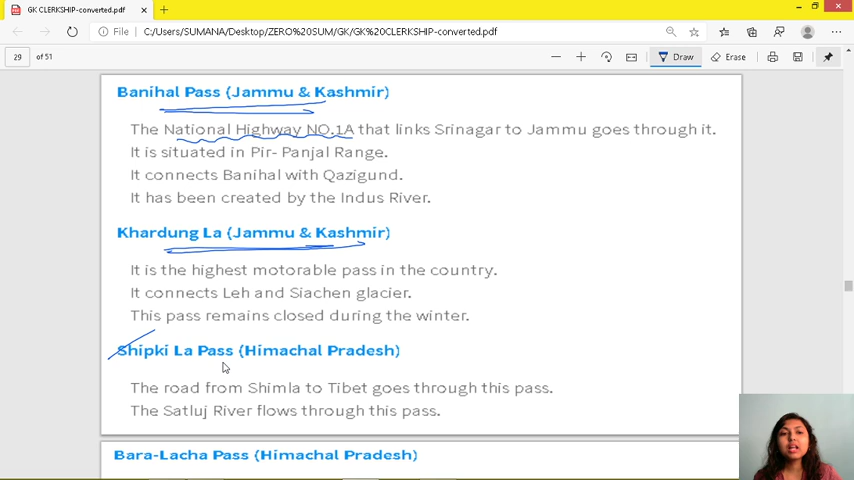 GK CLERKSHIP-converted.pdf
File C:/Users/SUMANA/Desktop/ZERO%20SUM/GK/GK%20CLERKSHIP-converted.pdf
29 of 51 Draw Erase
Banihal Pass (Jammu & Kashmir)
The National Highway NO.1A that links Srinagar to Jammu goes through it.
It is situated in Pir- Panjal Range.
It connects Banihal with Qazigund.
It has been created by the Indus River.
Khardung La (Jammu & Kashmir)
It is the highest motorable pass in the country.
It connects Leh and Siachen glacier.
This pass remains closed during the winter.
Shipki La Pass (Himachal Pradesh)
The road from Shimla to Tibet goes through this pass.
The Satluj River flows through this pass.
Bara-Lacha Pass (Himachal Pradesh)